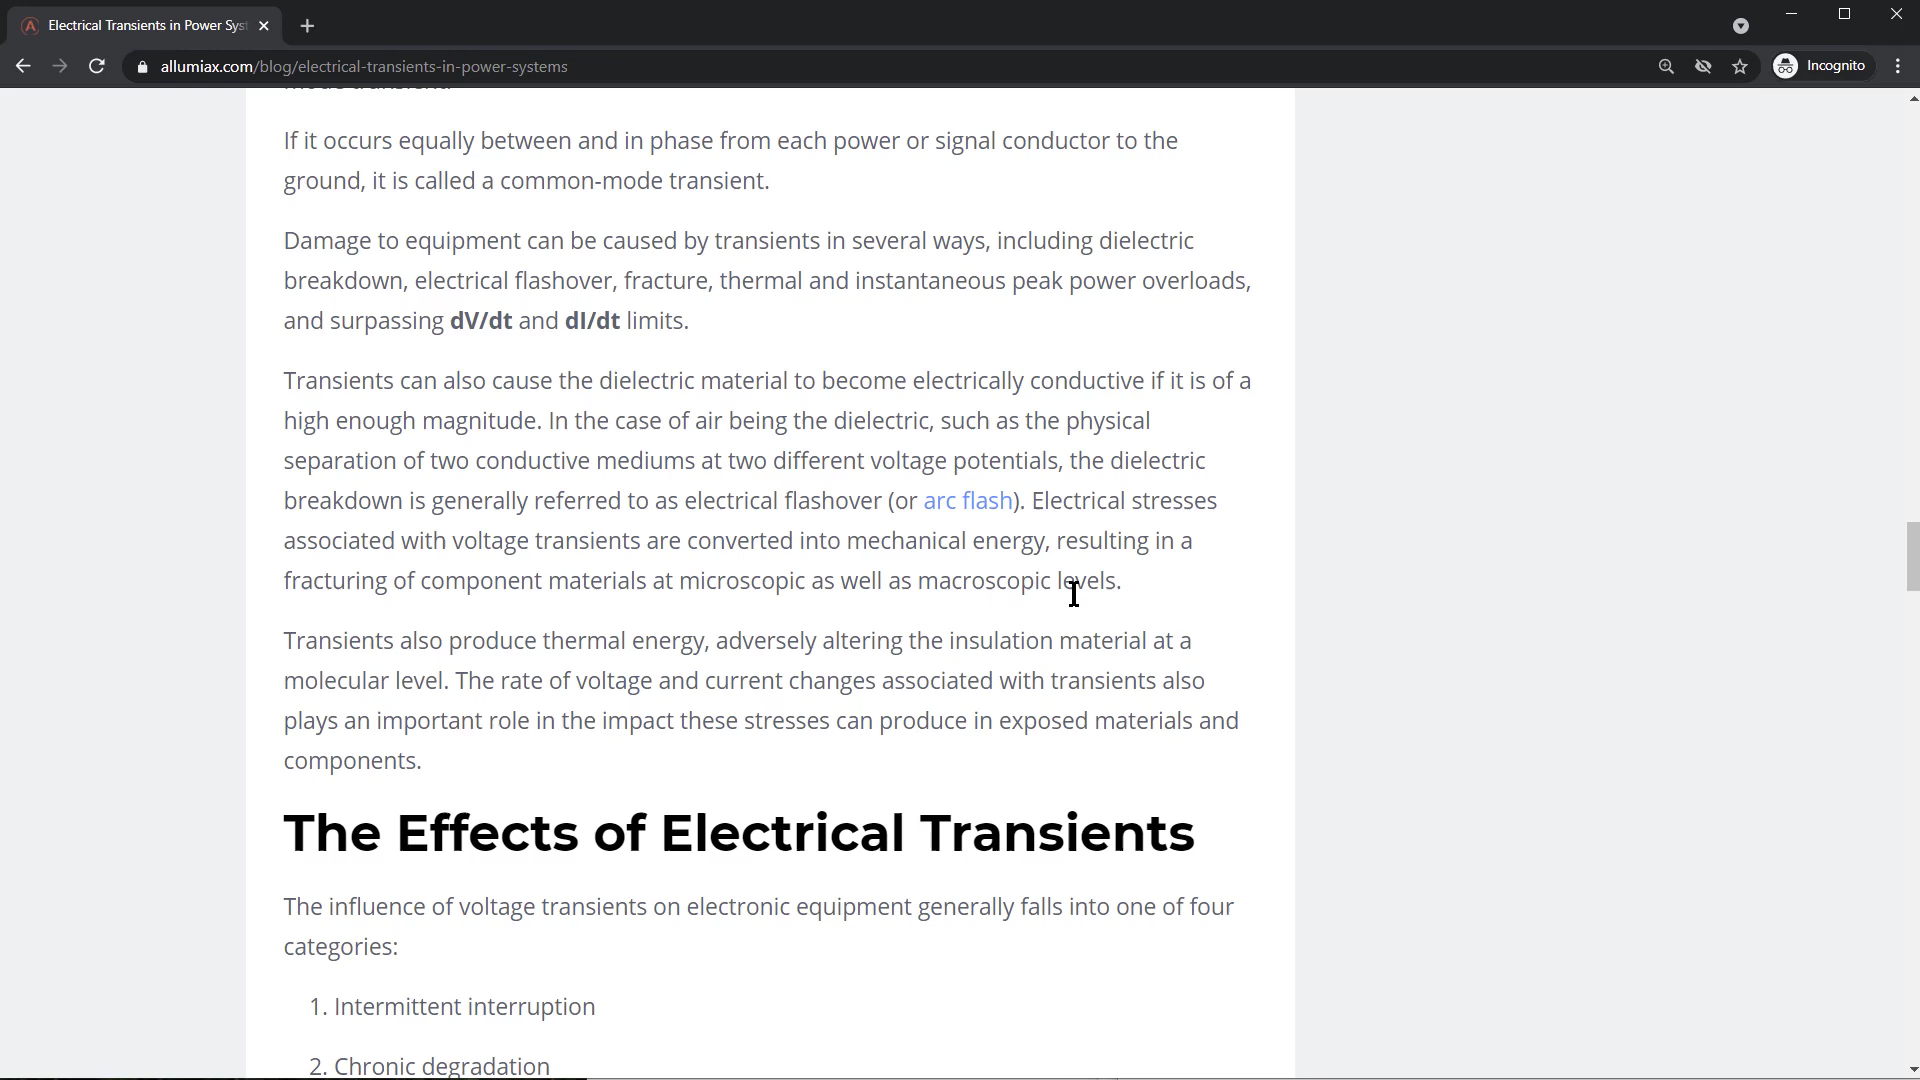 Electrical Transients in Power Sys
allumiax.com/blog/electrical-transients-in-power-systems
Incognito
If it occurs equally between and in phase from each power or signal conductor to the
ground, it is called a common-mode transient.
Damage to equipment can be caused by transients in several ways, including dielectric
breakdown, electrical flashover, fracture, thermal and instantaneous peak power overloads,
and surpassing dV/dt and dI/dt limits.
Transients can also cause the dielectric material to become electrically conductive if it is of a
high enough magnitude. In the case of air being the dielectric, such as the physical
separation of two conductive mediums at two different voltage potentials, the dielectric
breakdown is generally referred to as electrical flashover (or arc flash). Electrical stresses
associated with voltage transients are converted into mechanical energy, resulting in a
fracturing of component materials at microscopic as well as macroscopic levels.
Transients also produce thermal energy, adversely altering the insulation material at a
molecular level. The rate of voltage and current changes associated with transients also
plays an important role in the impact these stresses can produce in exposed materials and
components.
The Effects of Electrical Transients
The influence of voltage transients on electronic equipment generally falls into one of four
categories:
1. Intermittent interruption
2. Chronic degradation